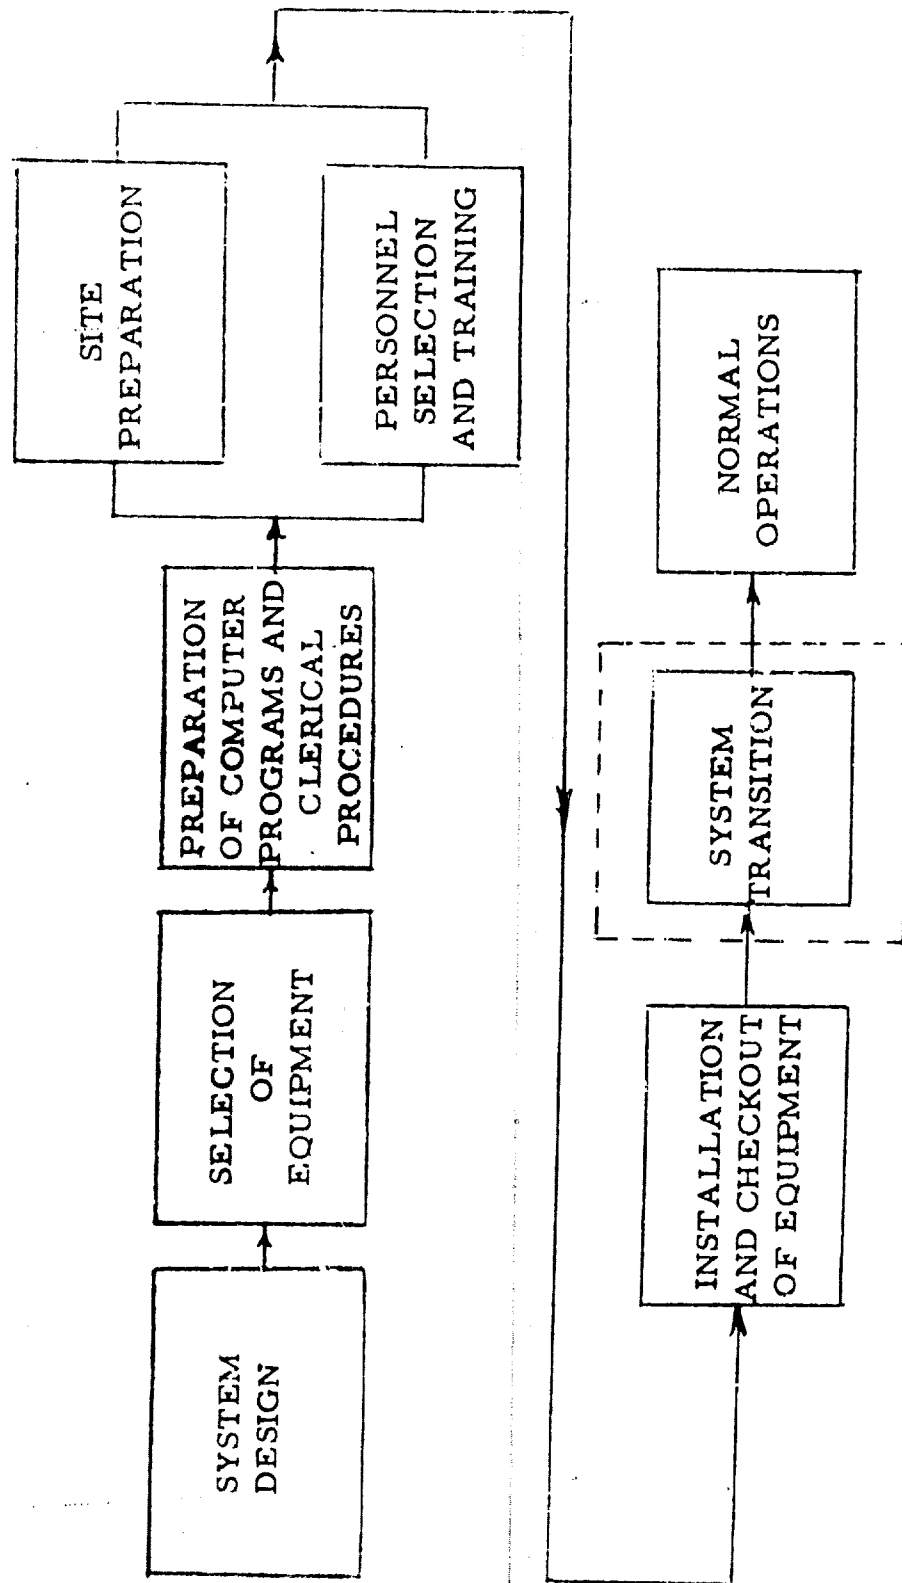 SYSTEM
DESIGN
SELECTION
OF
EQUIPMENT
PREPARATION
OF COMPUTER
PROGRAMS AND
CLERICAL
PROCEDURES
SITE
PREPARATION
PERSONNEL
SELECTION
AND TRAINING
INSTALLATION
AND CHECKOUT
OF EQUIPMENT
SYSTEM
TRANSITION
NORMAL
OPERATIONS